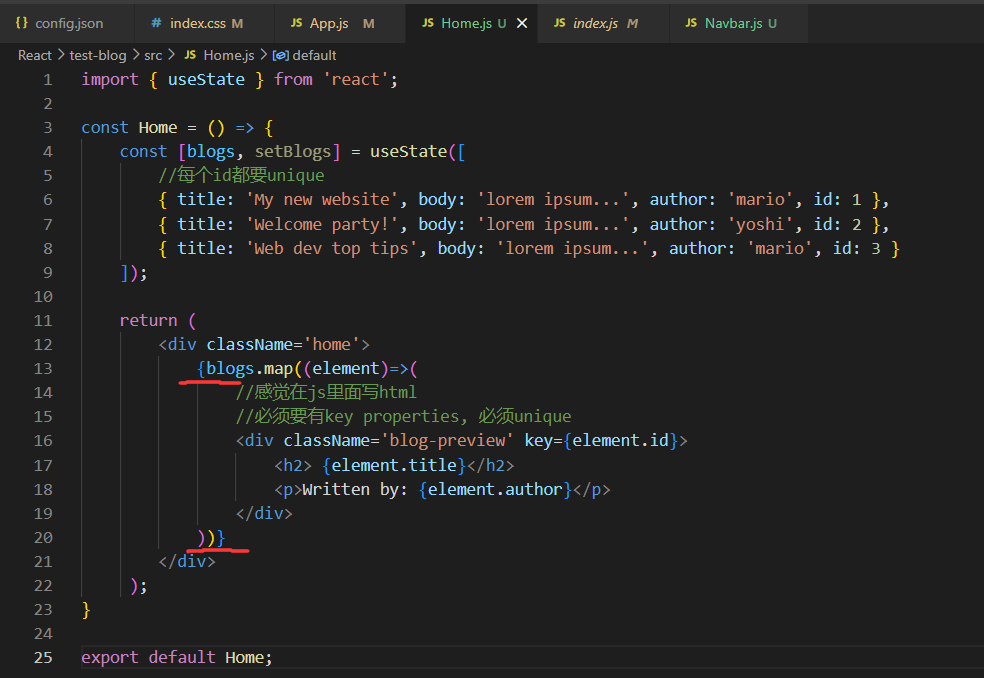 {} config.json # index.css M JS App.js M JS Home.js U × JS index.js M JS Navbar.js U
React > test-blog > src > JS Home.js > default
1 import { useState } from 'react';
2
3 const Home = () => {
4 const [blogs, setBlogs] = useState([
5 //每个id都要unique
6 { title: 'My new website', body: 'lorem ipsum...', author: 'mario', id: 1 },
7 { title: 'Welcome party!', body: 'lorem ipsum...', author: 'yoshi', id: 2 },
8 { title: 'Web dev top tips', body: 'lorem ipsum...', author: 'mario', id: 3 }
9 ]);
10
11 return (
12 <div className='home'>
13 {blogs.map((element)=>(
14 //感觉在js里面写html
15 //必须要有key properties, 必须unique
16 <div className='blog-preview' key={element.id}>
17 <h2> {element.title}</h2>
18 <p>Written by: {element.author}</p>
19 </div>
20 ))}
21 </div>
22 );
23 }
24
25 export default Home;